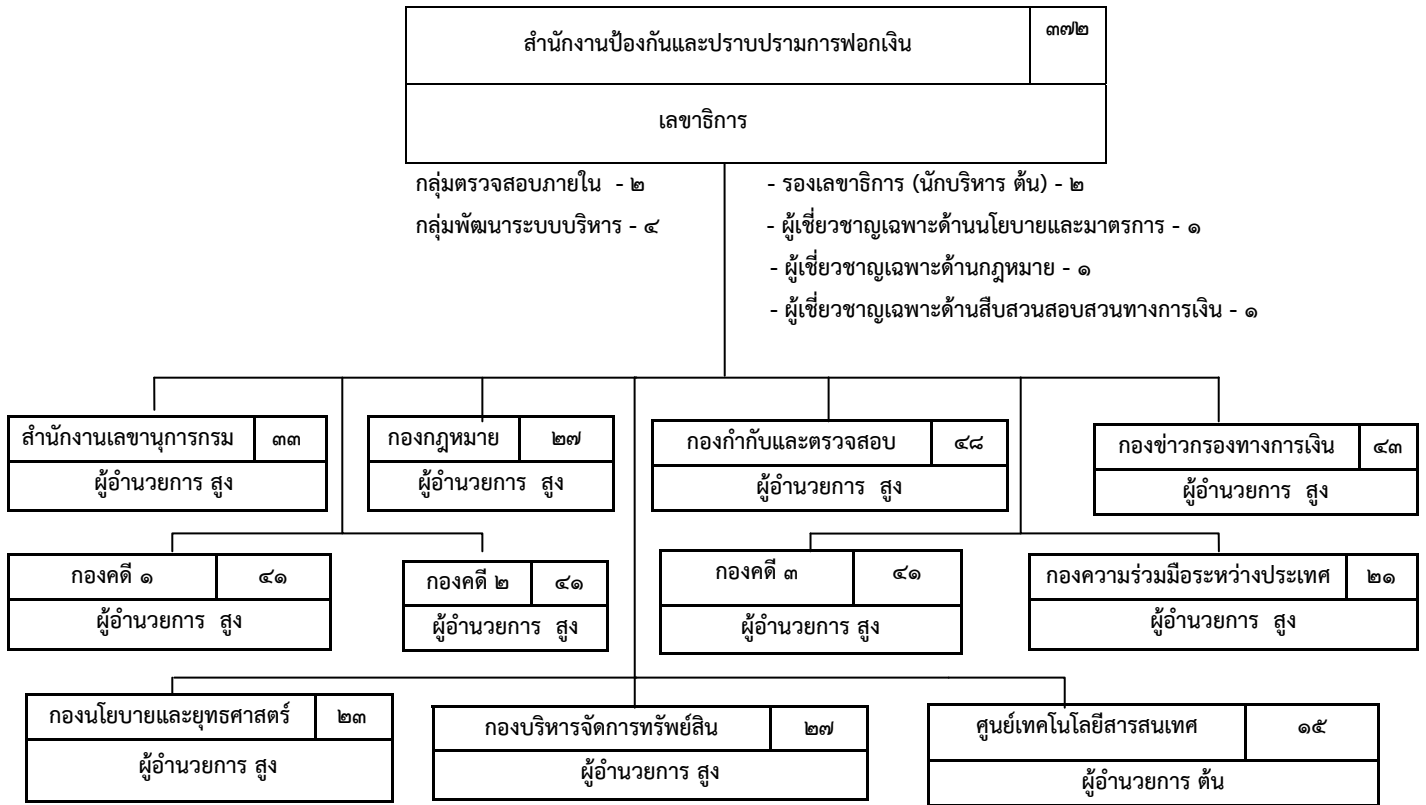 สำนักงานป้องกันและปราบปรามการฟอกเงิน ๓๗๒
เลขาธิการ
กลุ่มตรวจสอบภายใน - ๒
กลุ่มพัฒนาระบบบริหาร - ๔
- รองเลขาธิการ (นักบริหาร ต้น) - ๒
- ผู้เชี่ยวชาญเฉพาะด้านนโยบายและมาตรการ - ๑
- ผู้เชี่ยวชาญเฉพาะด้านกฎหมาย - ๑
- ผู้เชี่ยวชาญเฉพาะด้านสืบสวนสอบสวนทางการเงิน - ๑
สำนักงานเลขานุการกรม ๓๓
ผู้อำนวยการ สูง
กองกฎหมาย ๒๗
ผู้อำนวยการ สูง
กองกำกับและตรวจสอบ ๔๘
ผู้อำนวยการ สูง
กองข่าวกรองทางการเงิน ๔๓
ผู้อำนวยการ สูง
กองคดี ๑ ๔๑
ผู้อำนวยการ สูง
กองคดี ๒ ๔๑
ผู้อำนวยการ สูง
กองคดี ๓ ๔๑
ผู้อำนวยการ สูง
กองความร่วมมือระหว่างประเทศ ๒๑
ผู้อำนวยการ สูง
กองนโยบายและยุทธศาสตร์ ๒๓
ผู้อำนวยการ สูง
กองบริหารจัดการทรัพย์สิน ๒๗
ผู้อำนวยการ สูง
ศูนย์เทคโนโลยีสารสนเทศ ๑๕
ผู้อำนวยการ ต้น